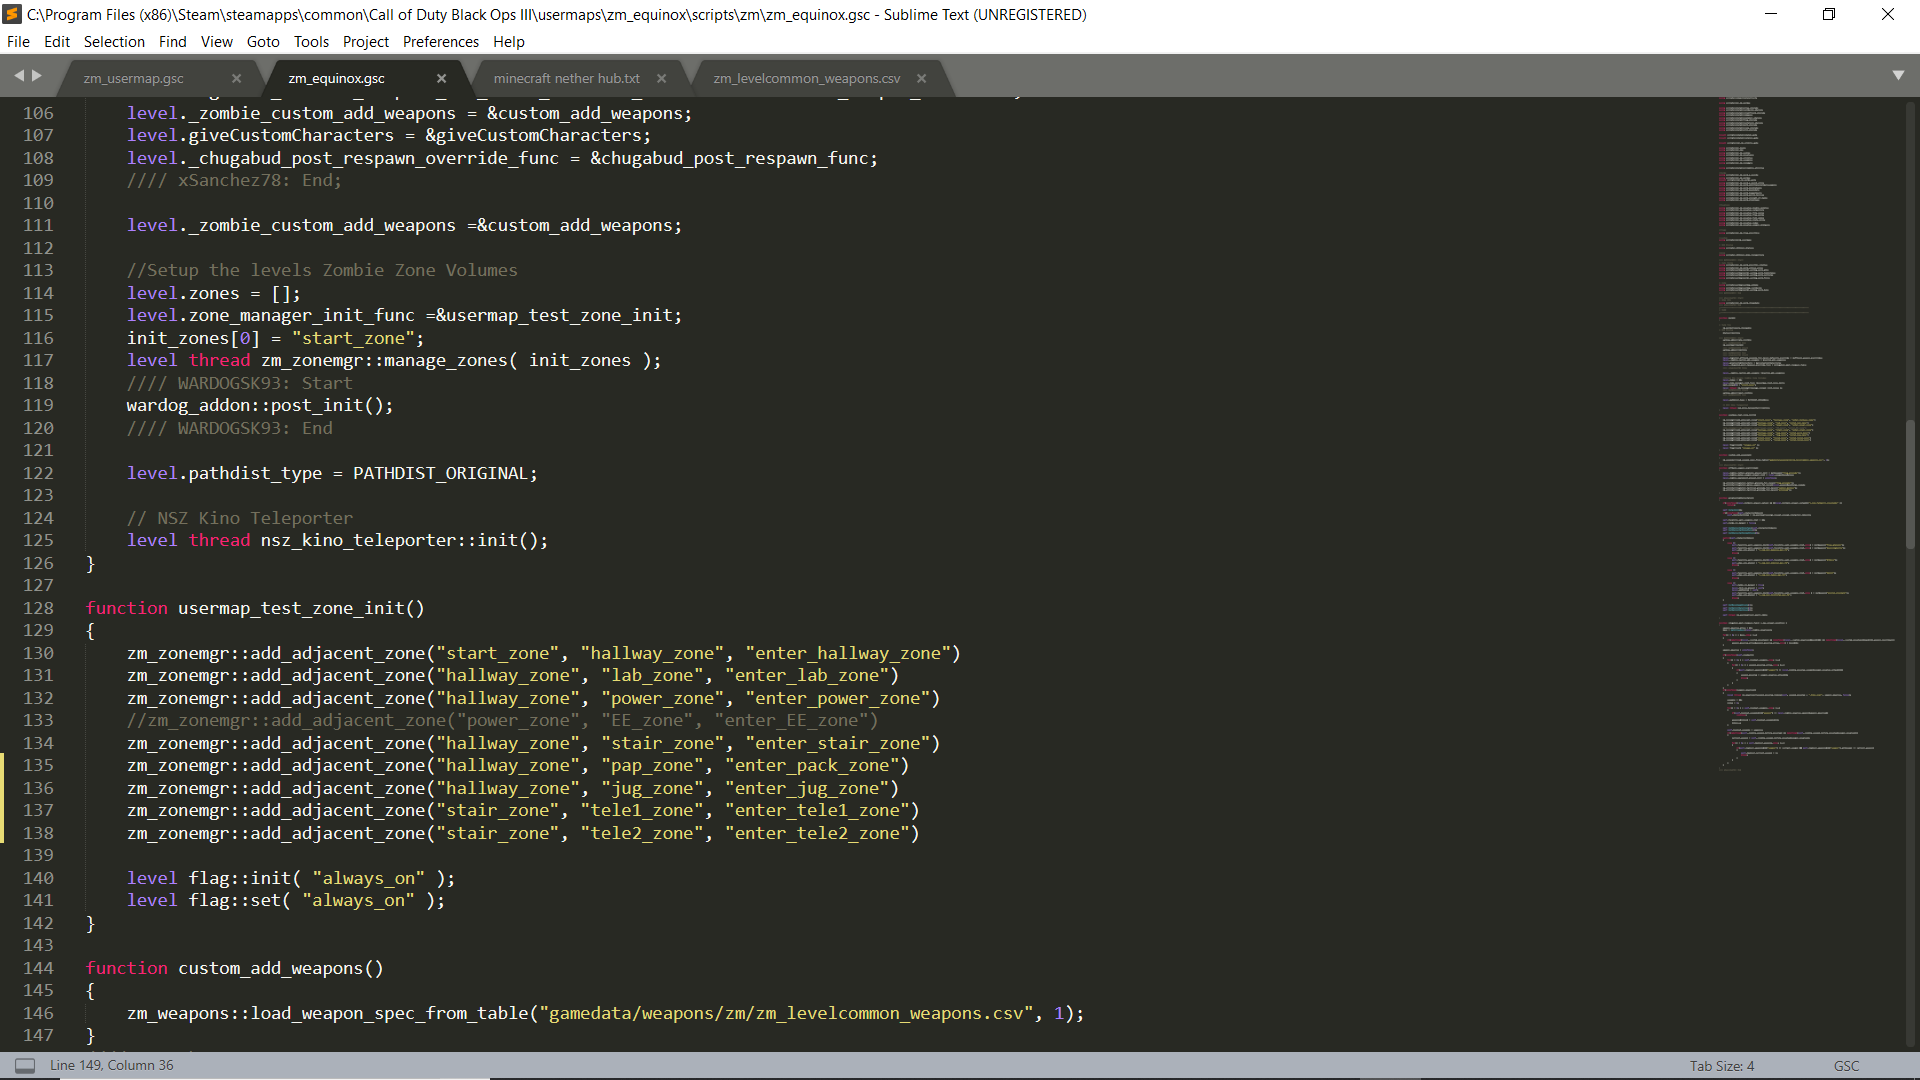 C:\Program Files (x86)\Steam\steamapps\common\Call of Duty Black Ops III\usermaps\zm_equinox\scripts\zm\zm_equinox.gsc - Sublime Text (UNREGISTERED)
File Edit Selection Find View Goto Tools Project Preferences Help
zm_usermap.gsc zm_equinox.gsc minecraft nether hub.txt zm_levelcommon_weapons.csv
106 level._zombie_custom_add_weapons = &custom_add_weapons;
107 level.giveCustomCharacters = &giveCustomCharacters;
108 level._chugabud_post_respawn_override_func = &chugabud_post_respawn_func;
109 //// xSanchez78: End;
110
111 level._zombie_custom_add_weapons =&custom_add_weapons;
112
113 //Setup the levels Zombie Zone Volumes
114 level.zones = [];
115 level.zone_manager_init_func =&usermap_test_zone_init;
116 init_zones[0] = "start_zone";
117 level thread zm_zonemgr::manage_zones( init_zones );
118 //// WARDOGSK93: Start
119 wardog_addon::post_init();
120 //// WARDOGSK93: End
121
122 level.pathdist_type = PATHDIST_ORIGINAL;
123
124 // NSZ Kino Teleporter
125 level thread nsz_kino_teleporter::init();
126 }
127
128 function usermap_test_zone_init()
129 {
130 zm_zonemgr::add_adjacent_zone("start_zone", "hallway_zone", "enter_hallway_zone")
131 zm_zonemgr::add_adjacent_zone("hallway_zone", "lab_zone", "enter_lab_zone")
132 zm_zonemgr::add_adjacent_zone("hallway_zone", "power_zone", "enter_power_zone")
133 //zm_zonemgr::add_adjacent_zone("power_zone", "EE_zone", "enter_EE_zone")
134 zm_zonemgr::add_adjacent_zone("hallway_zone", "stair_zone", "enter_stair_zone")
135 zm_zonemgr::add_adjacent_zone("hallway_zone", "pap_zone", "enter_pack_zone")
136 zm_zonemgr::add_adjacent_zone("hallway_zone", "jug_zone", "enter_jug_zone")
137 zm_zonemgr::add_adjacent_zone("stair_zone", "tele1_zone", "enter_tele1_zone")
138 zm_zonemgr::add_adjacent_zone("stair_zone", "tele2_zone", "enter_tele2_zone")
139
140 level flag::init( "always_on" );
141 level flag::set( "always_on" );
142 }
143
144 function custom_add_weapons()
145 {
146 zm_weapons::load_weapon_spec_from_table("gamedata/weapons/zm/zm_levelcommon_weapons.csv", 1);
147 }
Line 149, Column 36 Tab Size: 4 GSC